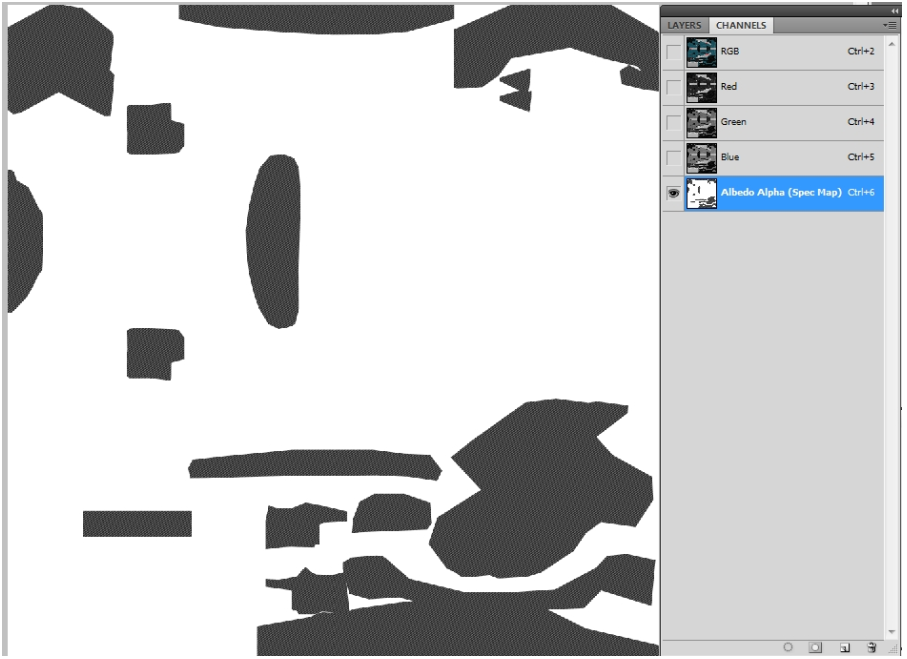 LAYERS CHANNELS
RGB Ctrl+2
Red Ctrl+3
Green Ctrl+4
Blue Ctrl+5
Albedo Alpha (Spec Map) Ctrl+6